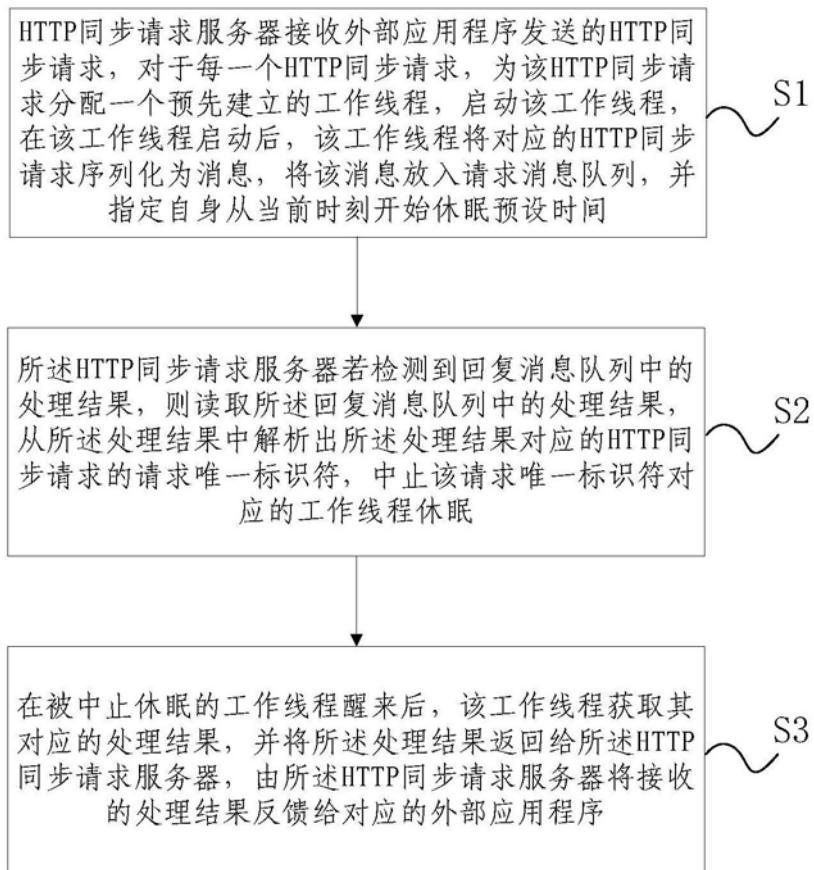 HTTP同步请求服务器接收外部应用程序发送的HTTP同
步请求，对于每一个HTTP同步请求，为该HTTP同步请
求分配一个预先建立的工作线程，启动该工作线程，
在该工作线程启动后，该工作线程将对应的HTTP同步
请求序列化为消息，将该消息放入请求消息队列，并
指定自身从当前时刻开始休眠预设时间
S1
所述HTTP同步请求服务器若检测到回复消息队列中的
处理结果，则读取所述回复消息队列中的处理结果，
从所述处理结果中解析出所述处理结果对应的HTTP同
步请求的请求唯一标识符，中止该请求唯一标识符对
应的工作线程休眠
S2
在被中止休眠的工作线程醒来后，该工作线程获取其
对应的处理结果，并将所述处理结果返回给所述HTTP
同步请求服务器，由所述HTTP同步请求服务器将接收
的处理结果反馈给对应的外部应用程序
S3